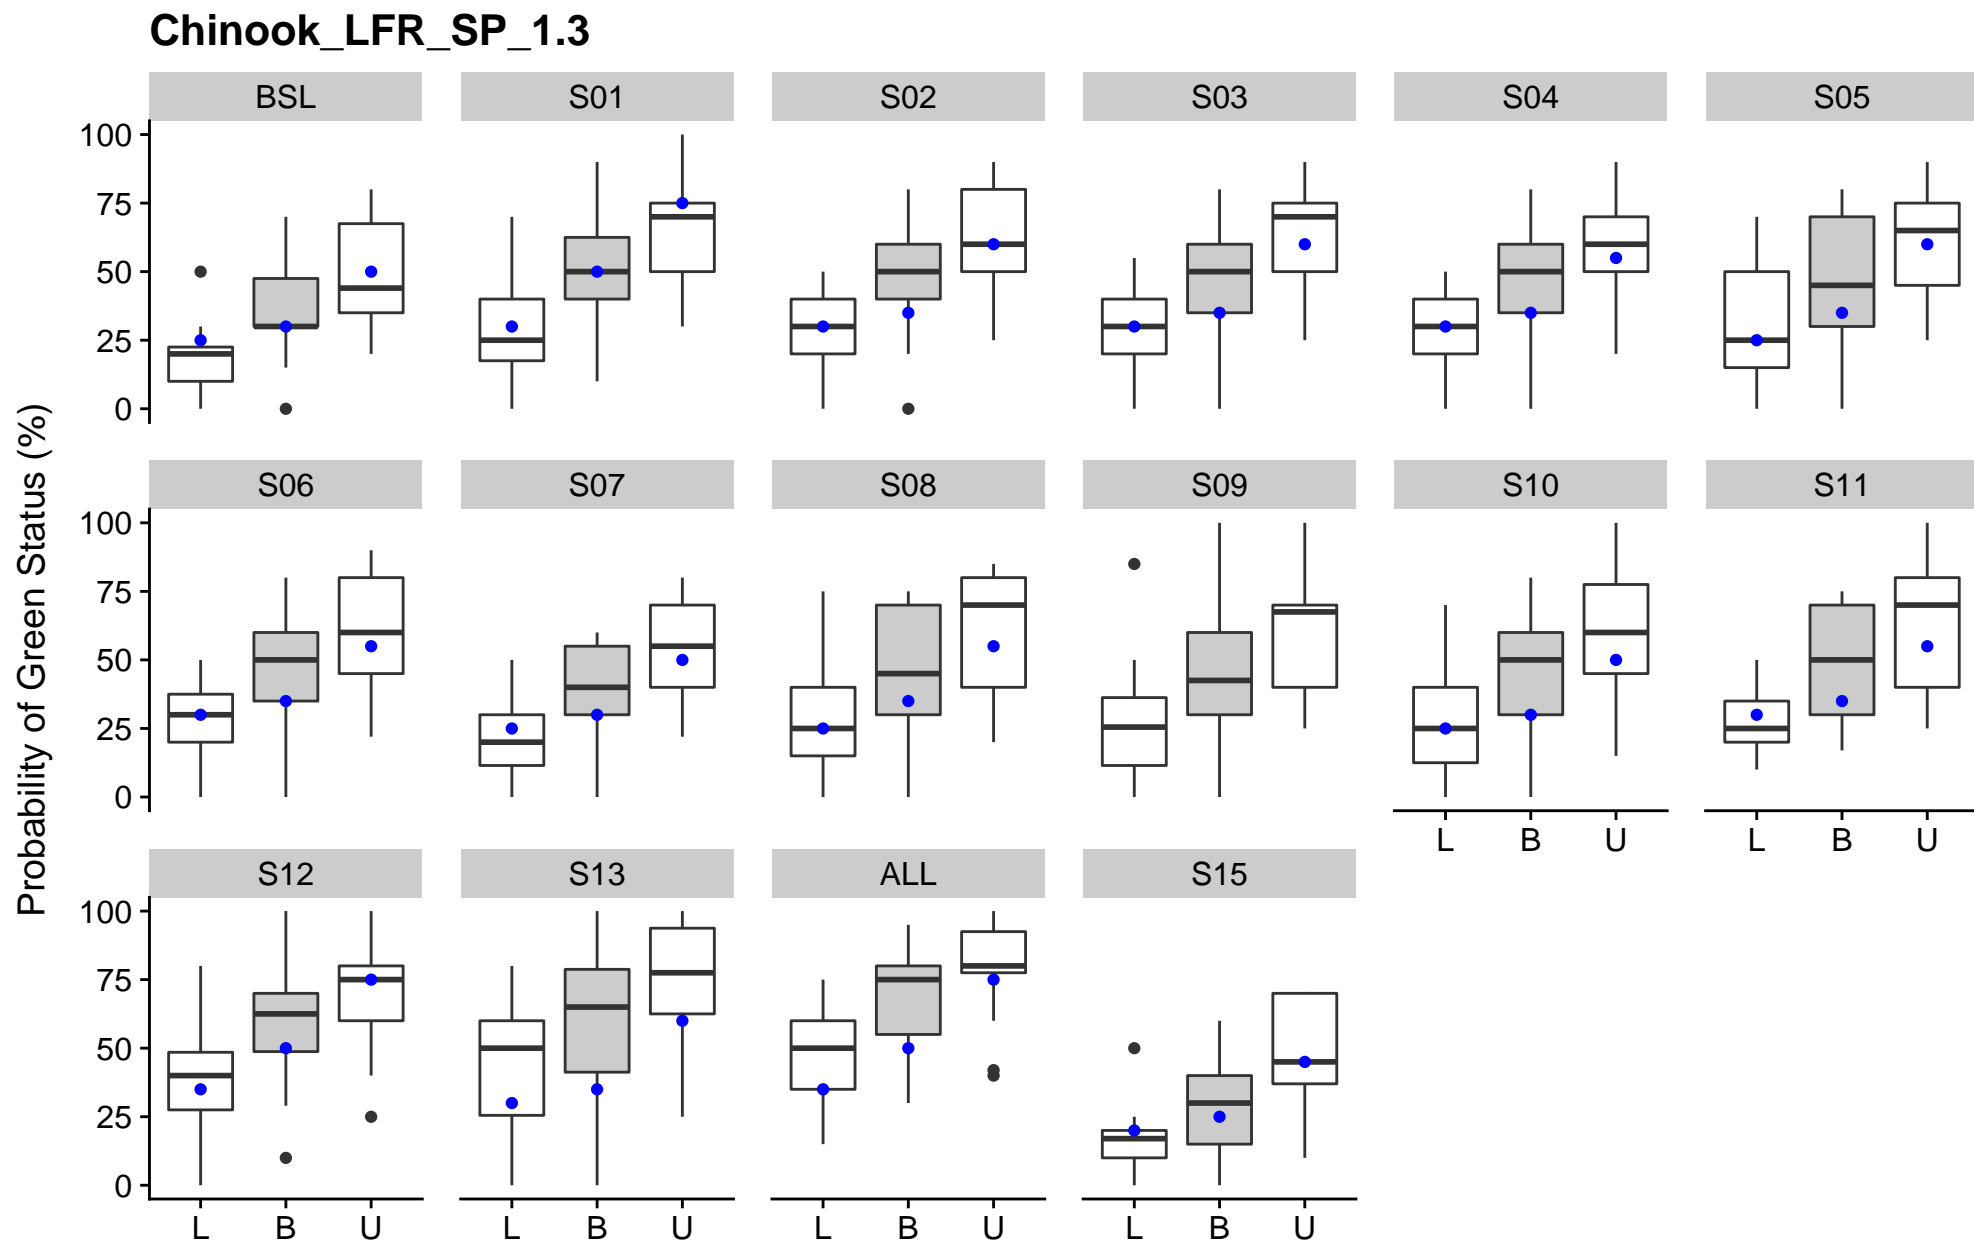 Chinook_LFR_SP_1.3
BSL S01 S02 S03 S04 S05
100
75
50
25
0
S06 S07 S08 S09 S10 S11
100
75
50
25
0
L B U L B U
S12 S13 ALL S15
100
75
50
25
0
L B U L B U L B U L B U
Probability of Green Status (%)